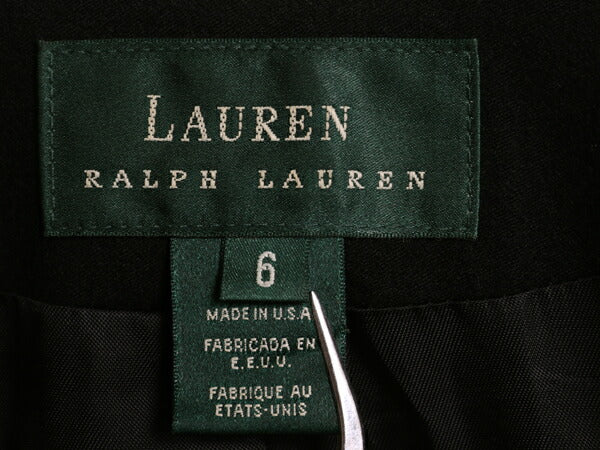 LAUREN
RALPH LAUREN
6
MADE IN U.S.A
FABRICADA EN
E.E.U.U.
FABRIQUE AU
ETATS-UNIS